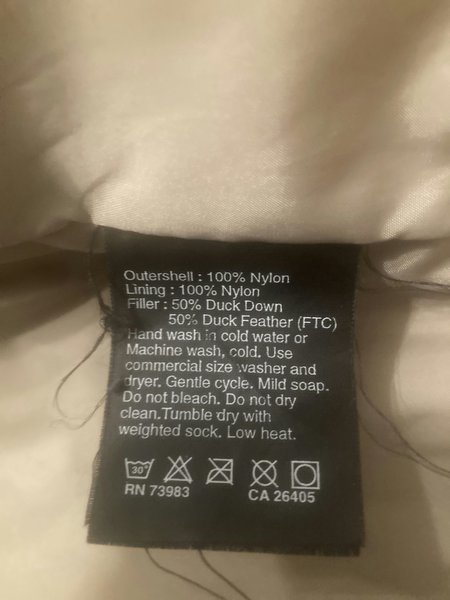 Outershell : 100% Nylon
Lining : 100% Nylon
Filler : 50% Duck Down
50% Duck Feather (FTC)
Hand wash in cold water or
Machine wash, cold. Use
commercial size washer and
dryer. Gentle cycle. Mild soap.
Do not bleach. Do not dry
clean.Tumble dry with
weighted sock. Low heat.
30°
RN 73983 CA 26405